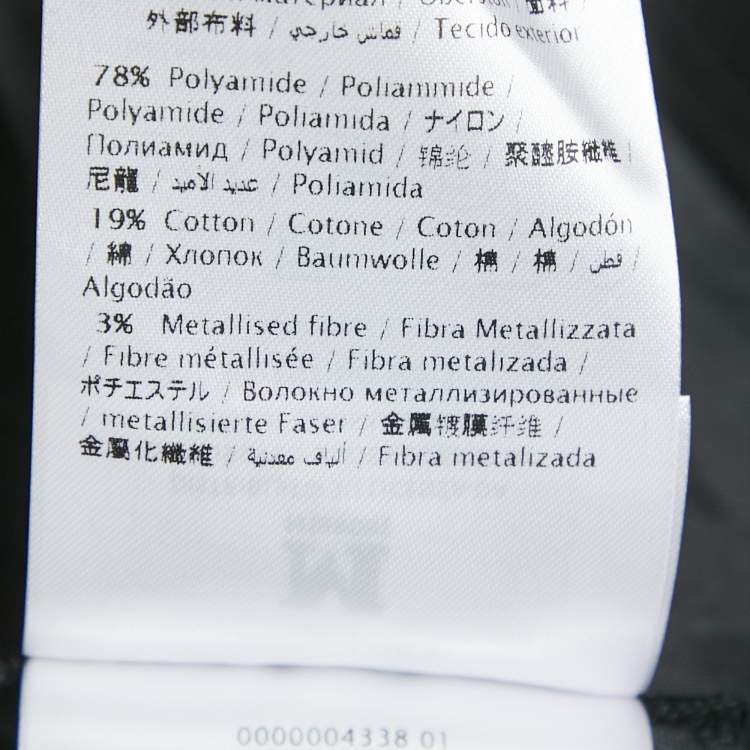 материал / Oberstoff / 面料 /
外部布料 / قماش خارجي / Tecido exterior
78% Polyamide / Poliammide /
Polyamide / Poliamida / ナイロン /
Полиамид / Polyamid / 锦纶 / 聚醯胺纖維
尼龍 / عديد الأميد / Poliamida
19% Cotton / Cotone / Coton / Algodón
/ 綿 / Хлопок / Baumwolle / 棉 / 棉 / قطن /
Algodão
3% Metallised fibre / Fibra Metallizzata
/ Fibre métallisée / Fibra metalizada /
ポチエステル / Волокно металлизированные
/ metallisierte Faser / 金属镀膜纤维 /
金屬化纖維 / ألياف معدنية / Fibra metalizada
0000004338 01